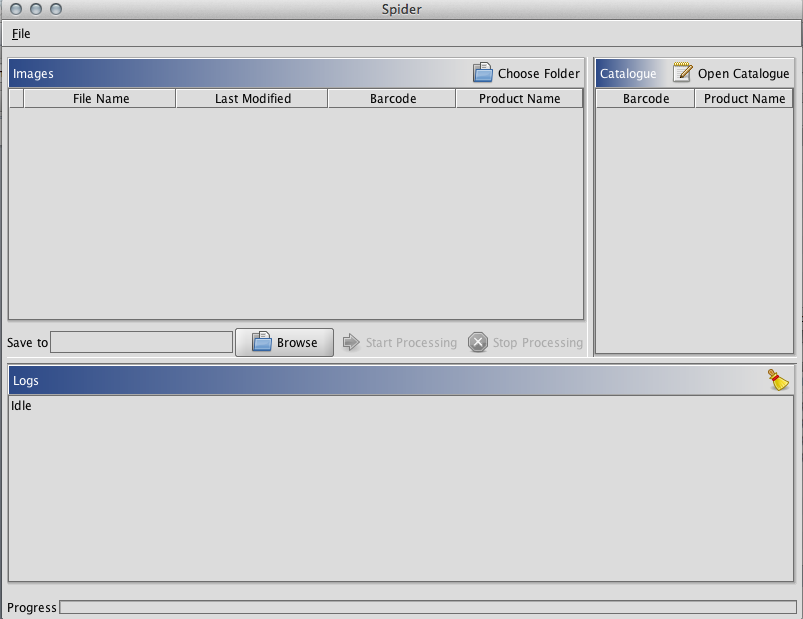 Spider
File
Images
Choose Folder
Catalogue
Open Catalogue
File Name
Last Modified
Barcode
Product Name
Barcode
Product Name
Save to
Browse
Start Processing
Stop Processing
Logs
Idle
Progress